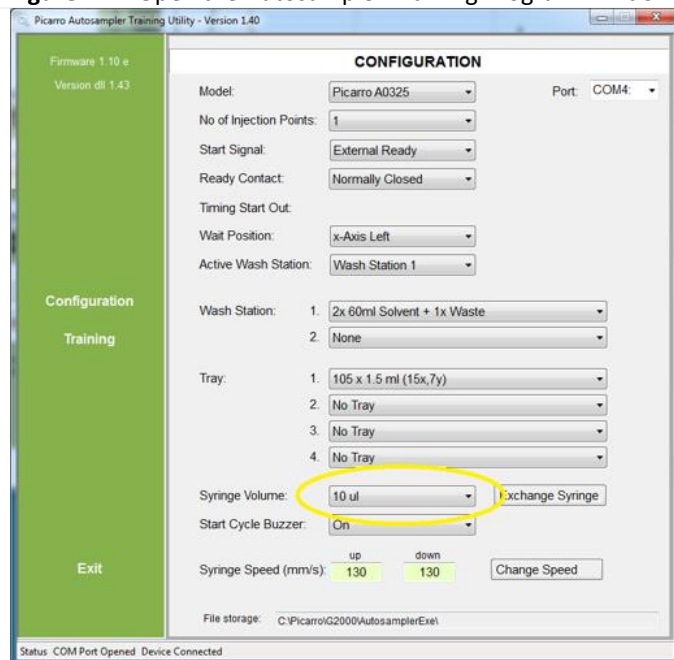 Picarro Autosampler Training Utility - Version 1.40
Firmware 1.10 e
Version dll 1.43
CONFIGURATION
Model: Picarro A0325 Port: COM4:
No of Injection Points: 1
Start Signal: External Ready
Ready Contact: Normally Closed
Timing Start Out:
Wait Position: x-Axis Left
Active Wash Station: Wash Station 1
Configuration
Training
Wash Station: 1. 2x 60ml Solvent + 1x Waste
2. None
Tray: 1. 105 x 1.5 ml (15x,7y)
2. No Tray
3. No Tray
4. No Tray
Syringe Volume: 10 ul Exchange Syringe
Start Cycle Buzzer: On
up down
Syringe Speed (mm/s): 130 130 Change Speed
Exit
File storage: C:\Picarro\G2000\AutosamplerExe\
Status COM Port Opened Device Connected